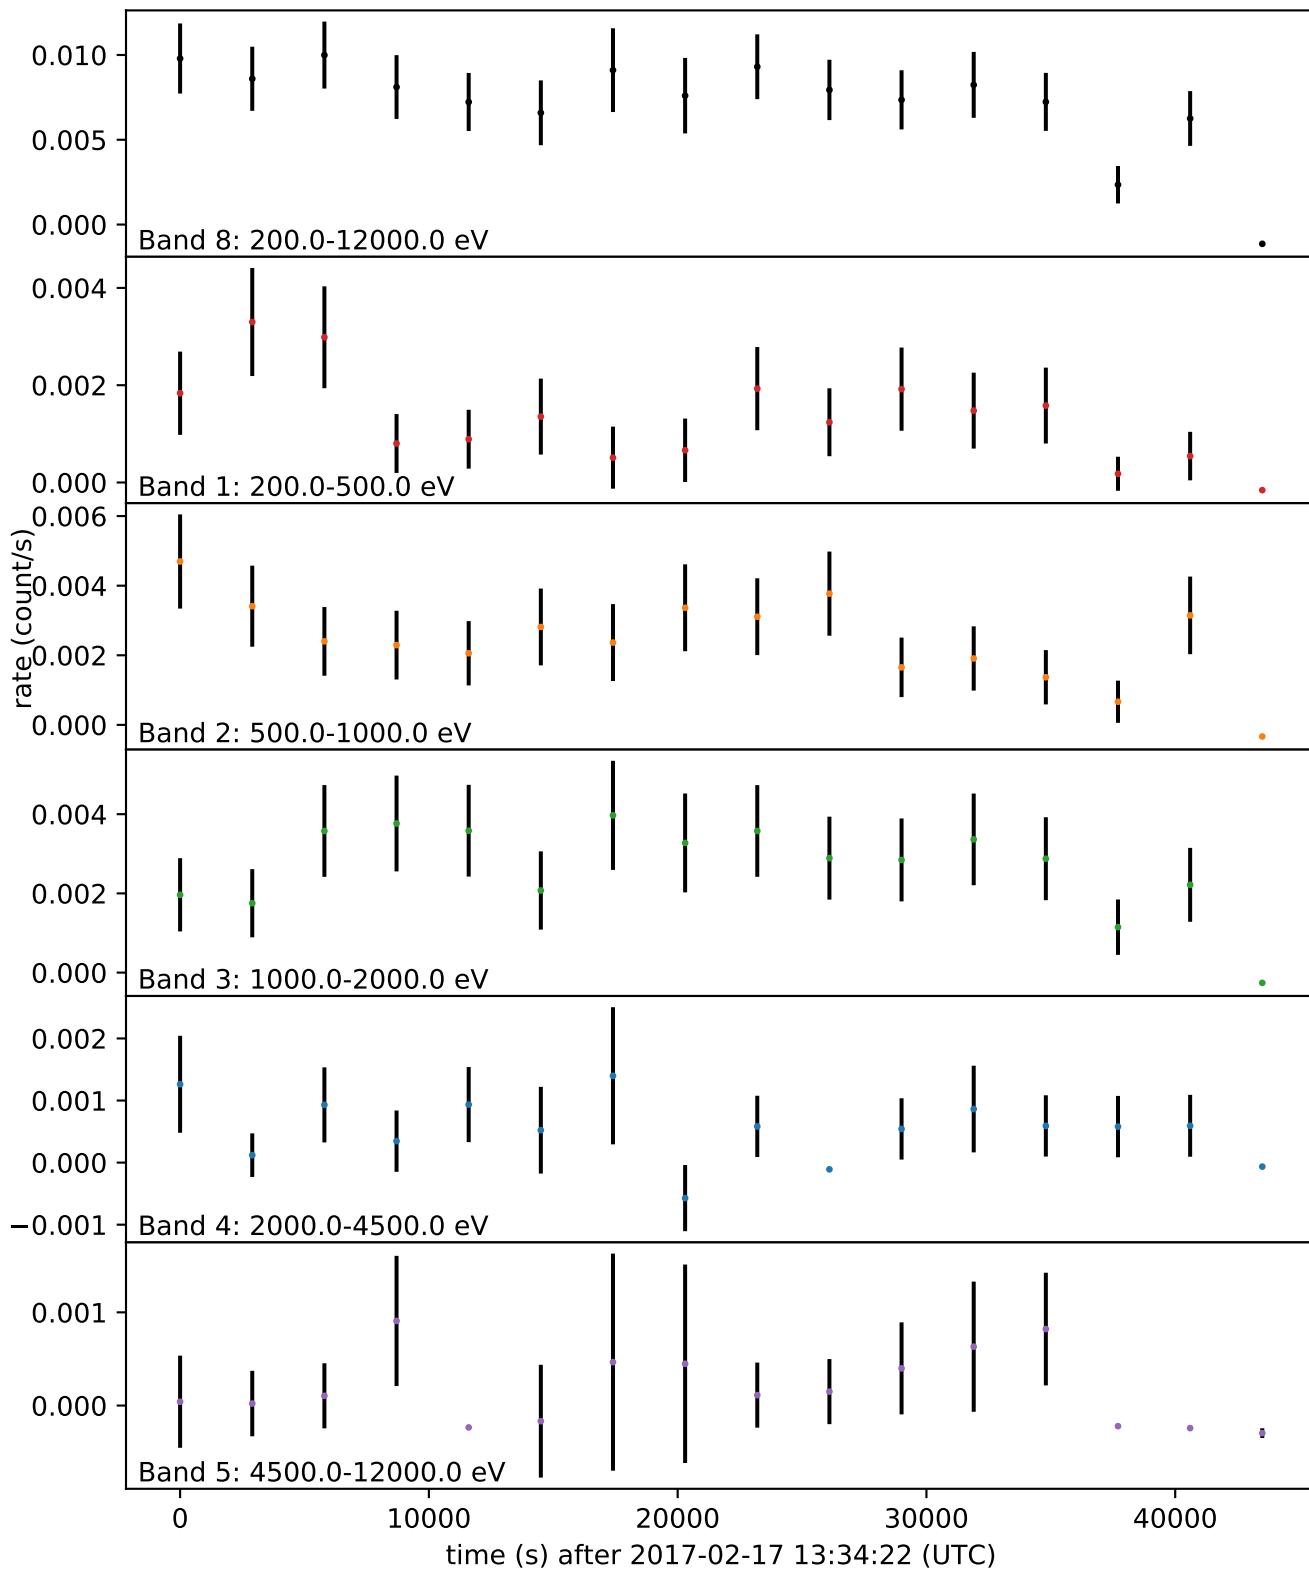 0.010
0.005
0.000
Band 8: 200.0-12000.0 eV
0.004
0.002
0.000
Band 1: 200.0-500.0 eV
rate (count/s)
0.006
0.004
0.002
0.000
Band 2: 500.0-1000.0 eV
0.004
0.002
0.000
Band 3: 1000.0-2000.0 eV
0.002
0.001
0.000
−0.001
Band 4: 2000.0-4500.0 eV
0.001
0.000
Band 5: 4500.0-12000.0 eV
0 10000 20000 30000 40000
time (s) after 2017-02-17 13:34:22 (UTC)